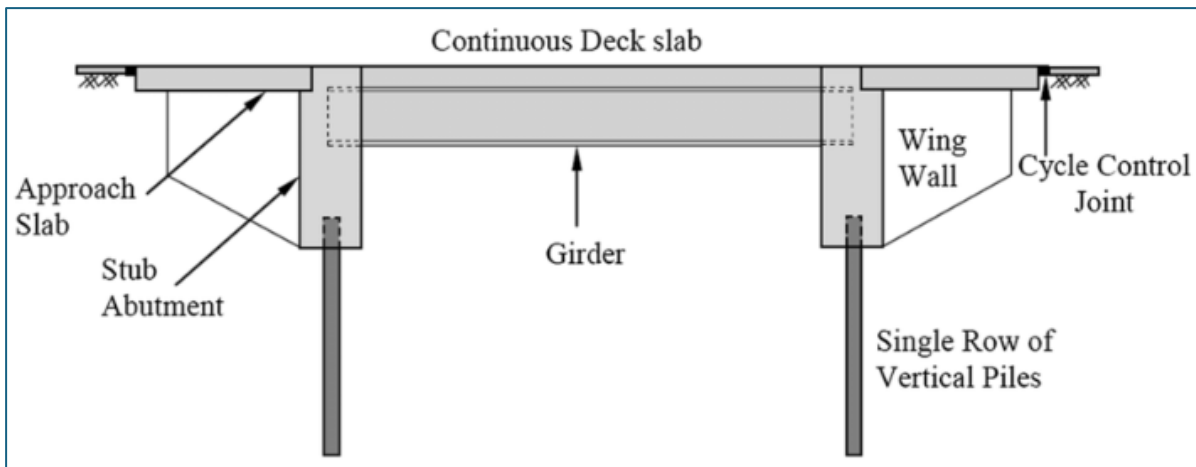 Continuous Deck slab
Wing
Wall
Approach
Slab
Cycle Control
Joint
Stub
Abutment
Girder
Single Row of
Vertical Piles